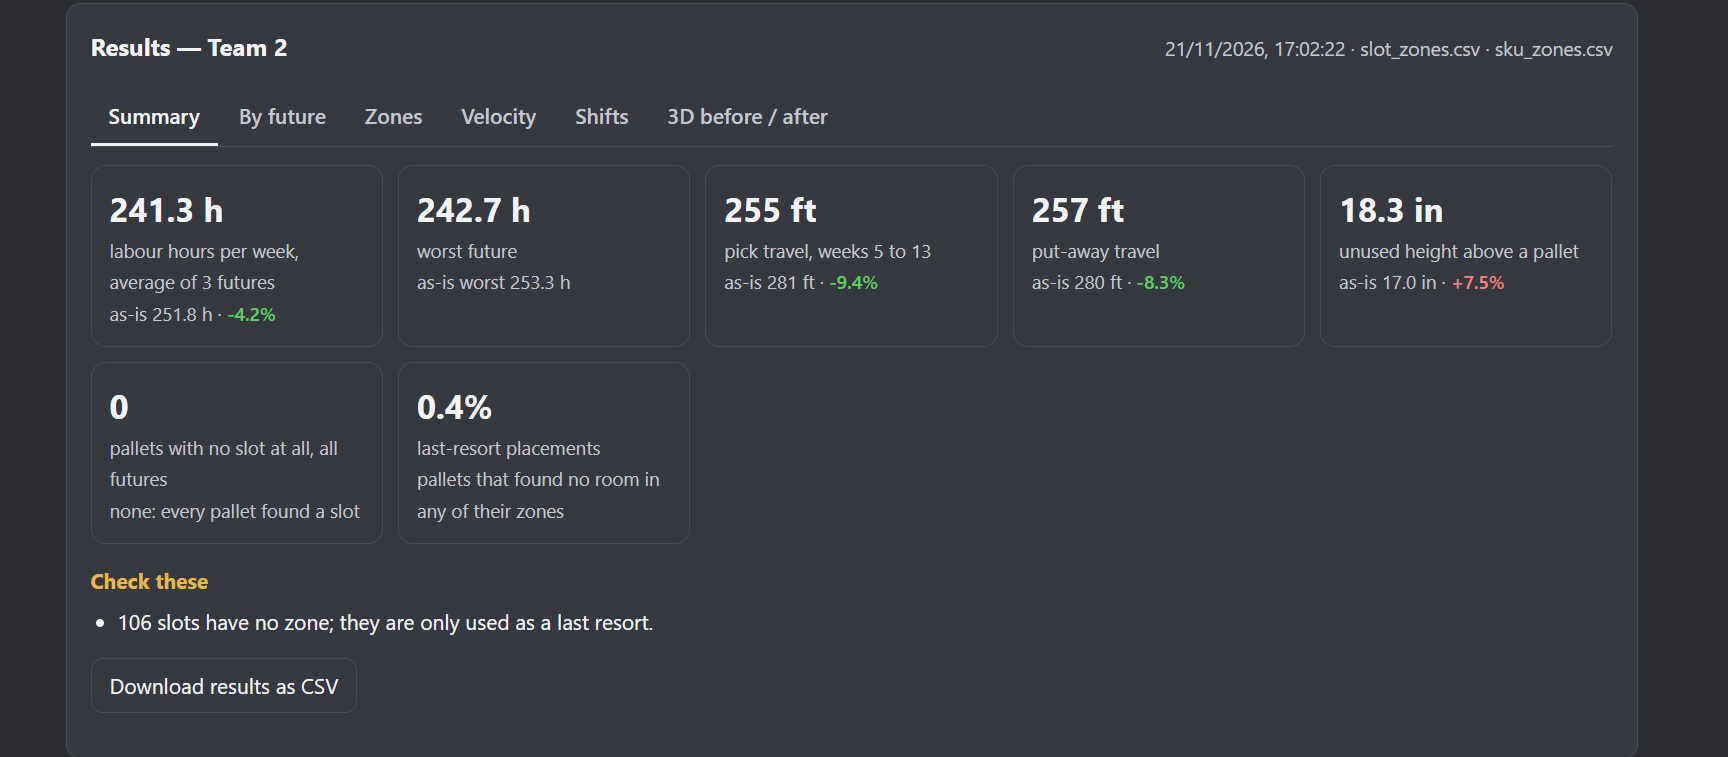 Results — Team 2
21/11/2026, 17:02:22 · slot_zones.csv · sku_zones.csv
Summary
By future
Zones
Velocity
Shifts
3D before / after
241.3 h
labour hours per week,
average of 3 futures
as-is 251.8 h · -4.2%
242.7 h
worst future
as-is worst 253.3 h
255 ft
pick travel, weeks 5 to 13
as-is 281 ft · -9.4%
257 ft
put-away travel
as-is 280 ft · -8.3%
18.3 in
unused height above a pallet
as-is 17.0 in · +7.5%
0
pallets with no slot at all, all
futures
none: every pallet found a slot
0.4%
last-resort placements
pallets that found no room in
any of their zones
Check these
• 106 slots have no zone; they are only used as a last resort.
Download results as CSV